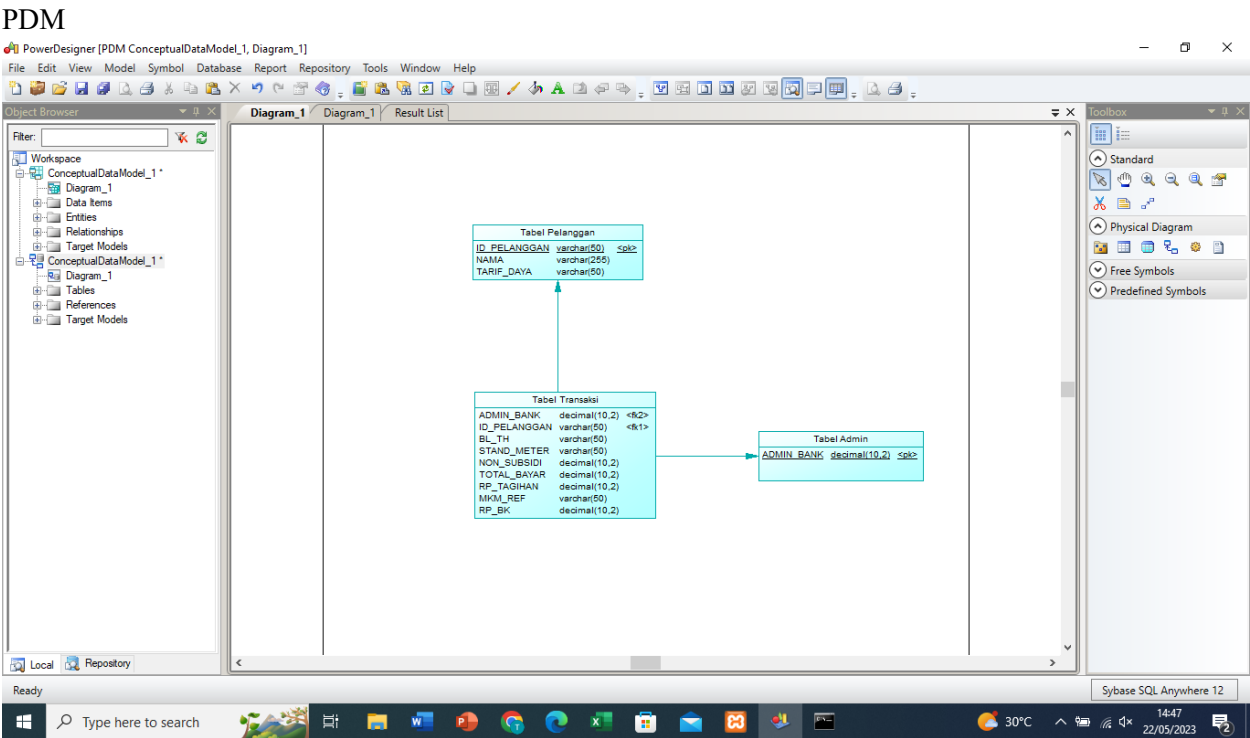 PDM
PowerDesigner [PDM ConceptualDataModel_1, Diagram_1]
File Edit View Model Symbol Database Report Repository Tools Window Help
Object Browser
Diagram_1 Diagram_1 Result List
Toolbox
Filter:
Workspace
ConceptualDataModel_1 *
Diagram_1
Data Items
Entities
Relationships
Target Models
ConceptualDataModel_1 *
Diagram_1
Tables
References
Target Models
Tabel Pelanggan
ID_PELANGGAN varchar(50) <pk>
NAMA varchar(255)
TARIF_DAYA varchar(50)
Tabel Transaksi
ADMIN_BANK decimal(10,2) <fk2>
ID_PELANGGAN varchar(50) <fk1>
BL_TH varchar(50)
STAND_METER varchar(50)
NON_SUBSIDI decimal(10,2)
TOTAL_BAYAR decimal(10,2)
RP_TAGIHAN decimal(10,2)
MKM_REF varchar(50)
RP_BK decimal(10,2)
Tabel Admin
ADMIN_BANK decimal(10,2) <pk>
Standard
Physical Diagram
Free Symbols
Predefined Symbols
Local Repository
Ready
Sybase SQL Anywhere 12
Type here to search
30°C
14:47
22/05/2023